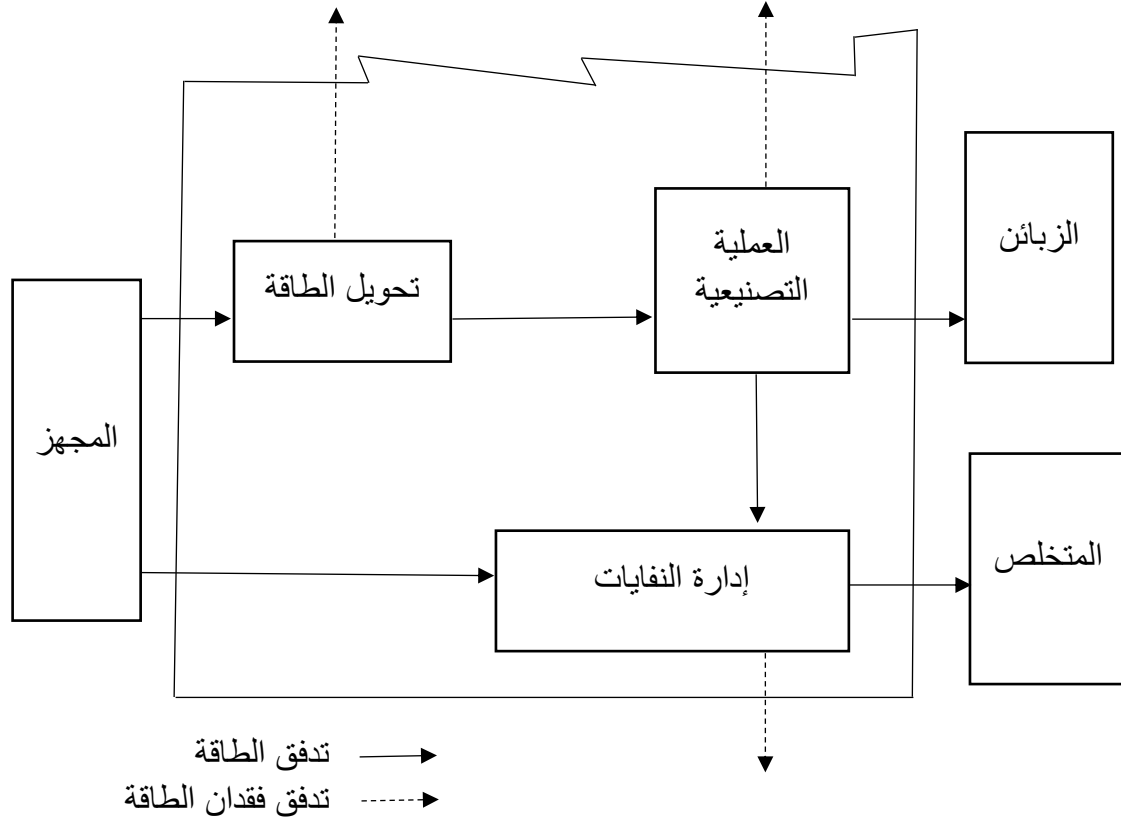 الزبائن
العملية
التصنيعية
تحويل الطاقة
المجهز
المتخلص
إدارة النفايات
تدفق الطاقة
تدفق فقدان الطاقة